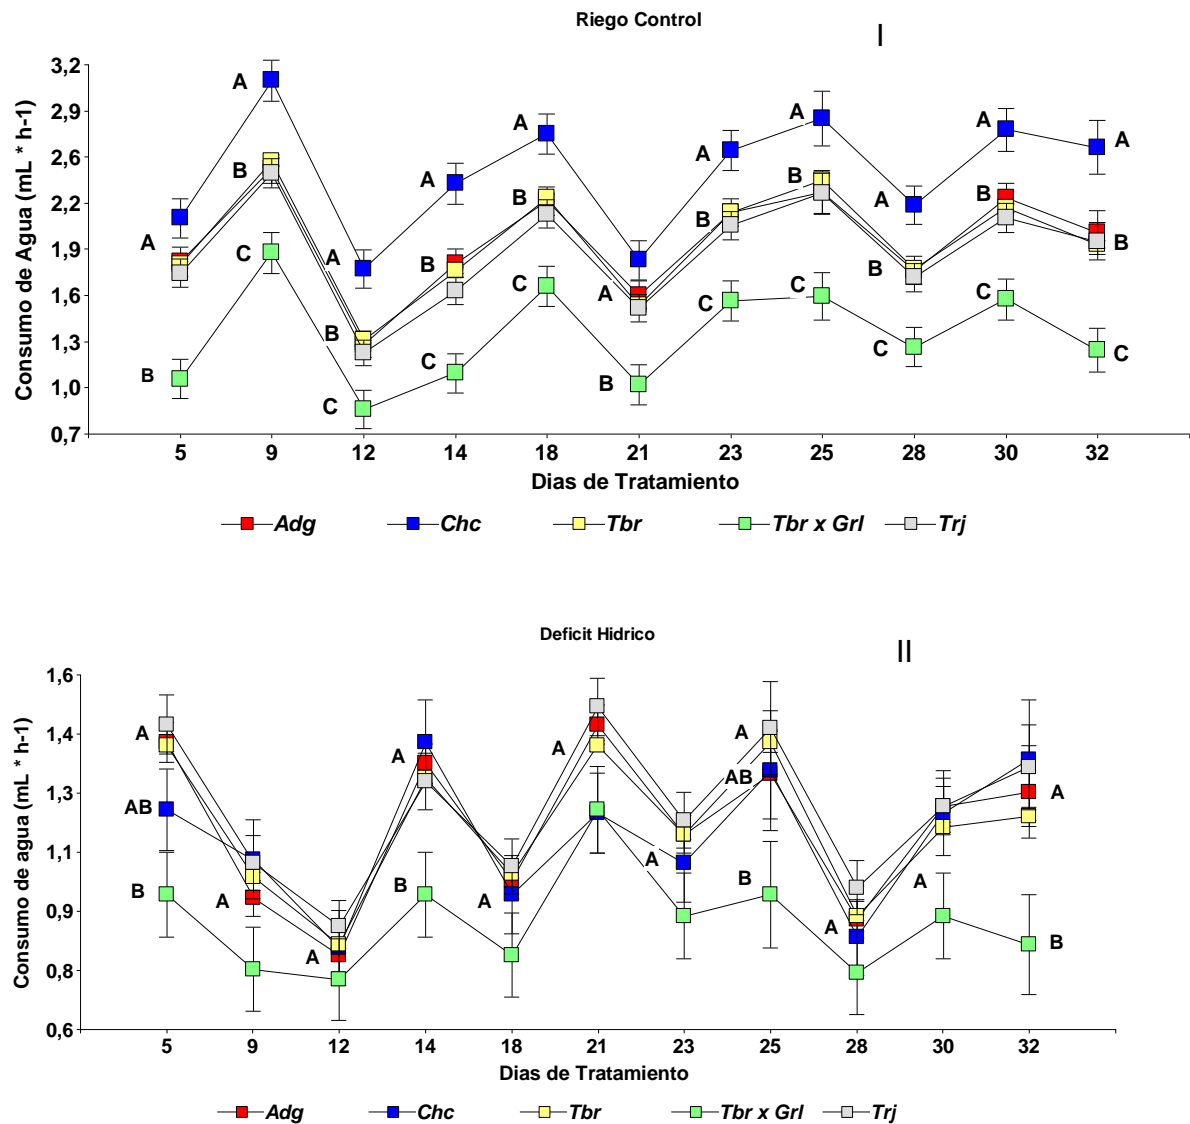 Riego Control
I
Consumo de Agua (mL * h-1)
3,2
2,9
2,6
2,2
1,9
1,6
1,3
1,0
0,7
A A A A A A A A A A A
B B B B B B B B
B C C C C B C C C C C
5 9 12 14 18 21 23 25 28 30 32
Dias de Tratamiento
Adg Chc Tbr Tbr x Grl Trj
Deficit Hidrico
II
Consumo de agua (mL * h-1)
1,6
1,4
1,3
1,1
0,9
0,8
0,6
A A A A A A A A A A A
AB AB
B B B B
5 9 12 14 18 21 23 25 28 30 32
Dias de Tratamiento
Adg Chc Tbr Tbr x Grl Trj